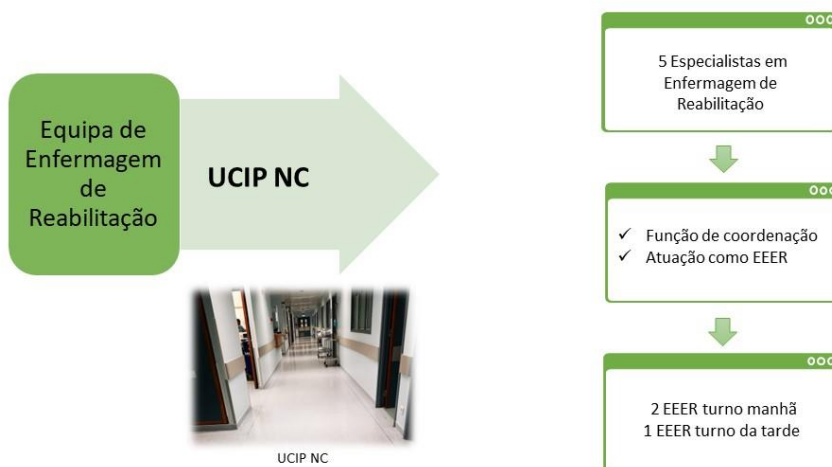 Equipa de
Enfermagem
de
Reabilitação
UCIP NC
UCIP NC
5 Especialistas em
Enfermagem de
Reabilitação
✓ Função de coordenação
✓ Atuação como EEER
2 EEER turno manhã
1 EEER turno da tarde